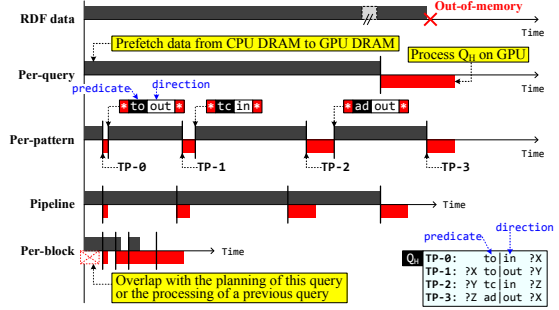 RDF data
Out-of-memory
Time
Prefetch data from CPU DRAM to GPU DRAM
Per-query
Process QH on GPU
Time
predicate direction
* to out *
* tc in *
* ad out *
Per-pattern
Time
TP-0 TP-1 TP-2 TP-3
Pipeline
Time
Per-block
Time
Overlap with the planning of this query
or the processing of a previous query
predicate direction
QH TP-0: to|in ?X
TP-1: ?X to|out ?Y
TP-2: ?Y tc|in ?Z
TP-3: ?Z ad|out ?X